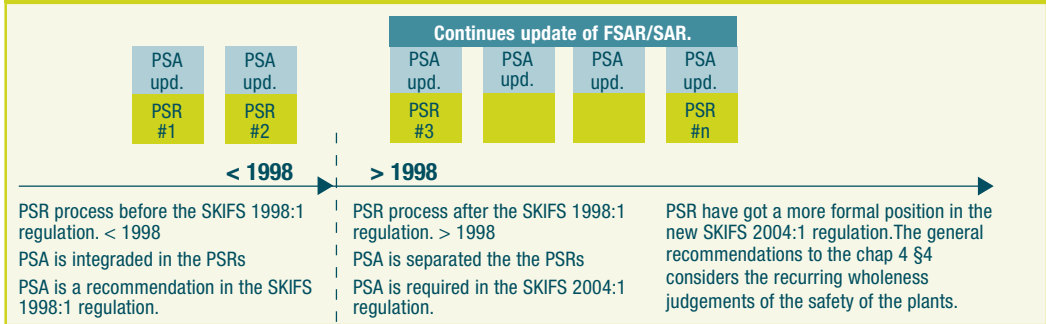 Continues update of FSAR/SAR.
PSA
upd.
PSA
upd.
PSA
upd.
PSA
upd.
PSA
upd.
PSA
upd.
PSR
#1
PSR
#2
PSR
#3
PSR
#n
< 1998
> 1998
PSR process before the SKIFS 1998:1
regulation. < 1998
PSA is integraded in the PSRs
PSA is a recommendation in the SKIFS
1998:1 regulation.
PSR process after the SKIFS 1998:1
regulation. > 1998
PSA is separated the the PSRs
PSA is required in the SKIFS 2004:1
regulation.
PSR have got a more formal position in the
new SKIFS 2004:1 regulation.The general
recommendations to the chap 4 §4
considers the recurring wholeness
judgements of the safety of the plants.